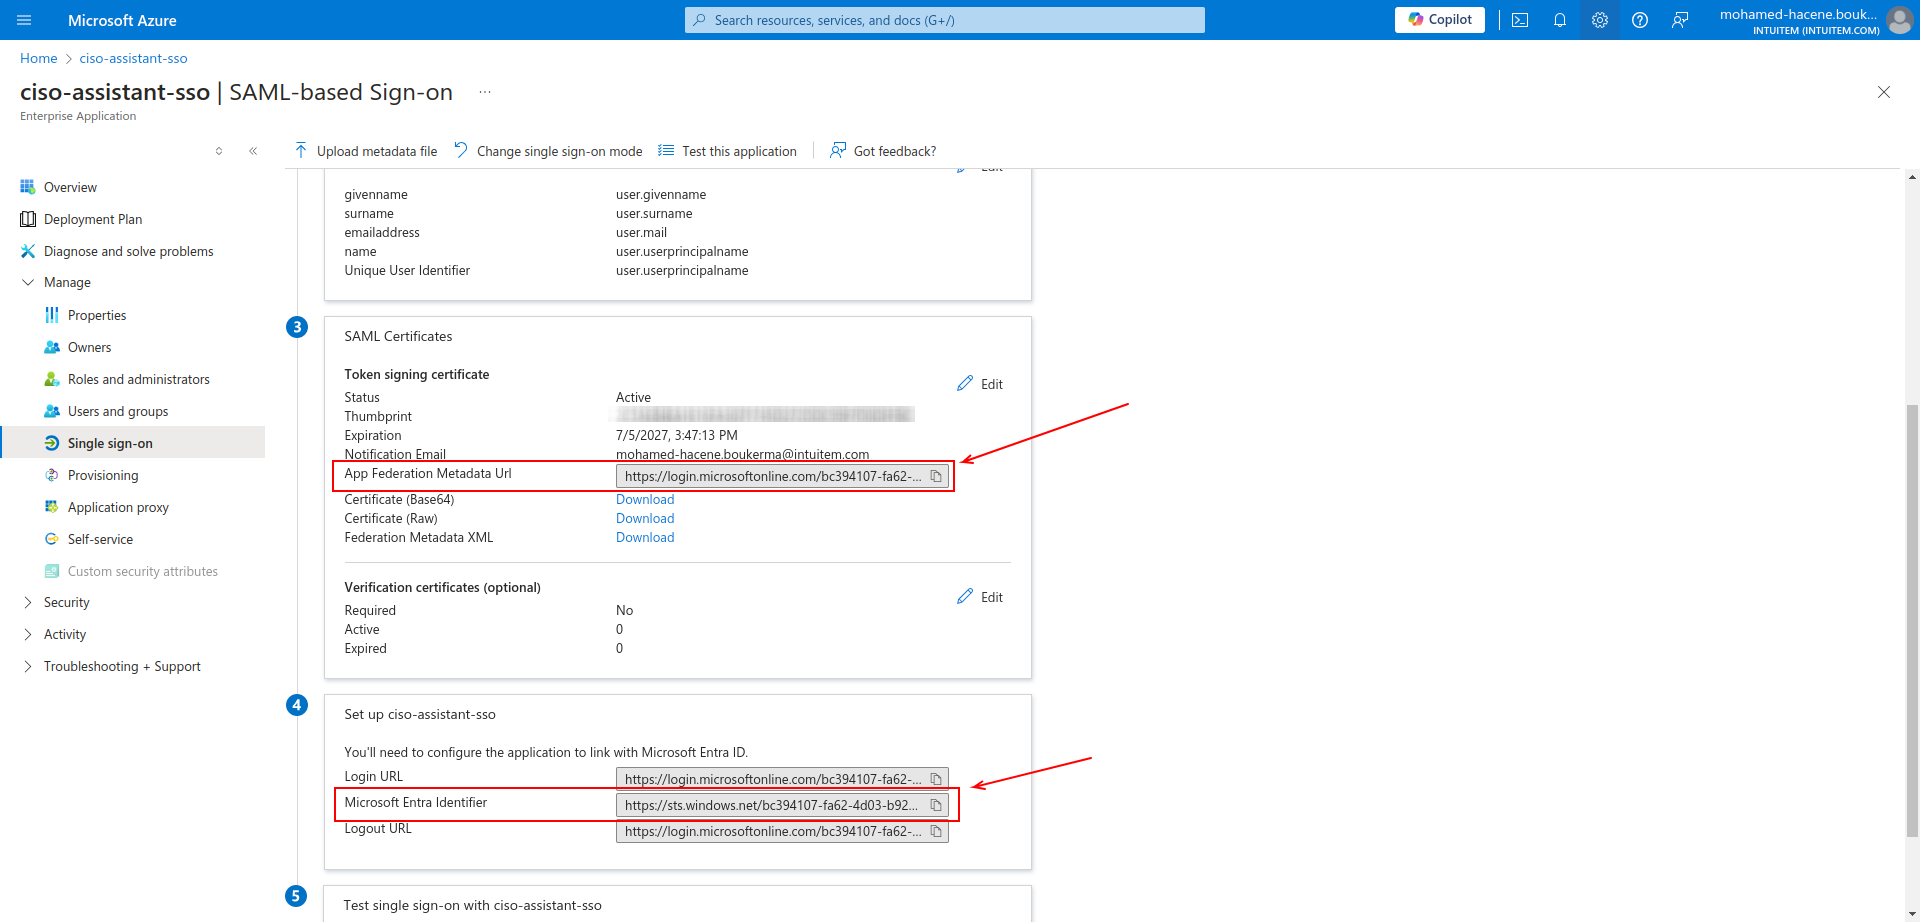 Microsoft Azure
Search resources, services, and docs (G+/)
Copilot
mohamed-hacene.bouk...
INTUITEM (INTUITEM.COM)
Home > ciso-assistant-sso
ciso-assistant-sso | SAML-based Sign-on ...
Enterprise Application
Upload metadata file Change single sign-on mode Test this application Got feedback?
Overview
Deployment Plan
Diagnose and solve problems
Manage
Properties
Owners
Roles and administrators
Users and groups
Single sign-on
Provisioning
Application proxy
Self-service
Custom security attributes
Security
Activity
Troubleshooting + Support
Edit
givenname user.givenname
surname user.surname
emailaddress user.mail
name user.userprincipalname
Unique User Identifier user.userprincipalname
3
SAML Certificates
Token signing certificate
Edit
Status Active
Thumbprint
Expiration 7/5/2027, 3:47:13 PM
Notification Email mohamed-hacene.boukerma@intuitem.com
App Federation Metadata Url https://login.microsoftonline.com/bc394107-fa62-...
Certificate (Base64) Download
Certificate (Raw) Download
Federation Metadata XML Download
Verification certificates (optional)
Edit
Required No
Active 0
Expired 0
4
Set up ciso-assistant-sso
You'll need to configure the application to link with Microsoft Entra ID.
Login URL https://login.microsoftonline.com/bc394107-fa62-...
Microsoft Entra Identifier https://sts.windows.net/bc394107-fa62-4d03-b92...
Logout URL https://login.microsoftonline.com/bc394107-fa62-...
5
Test single sign-on with ciso-assistant-sso